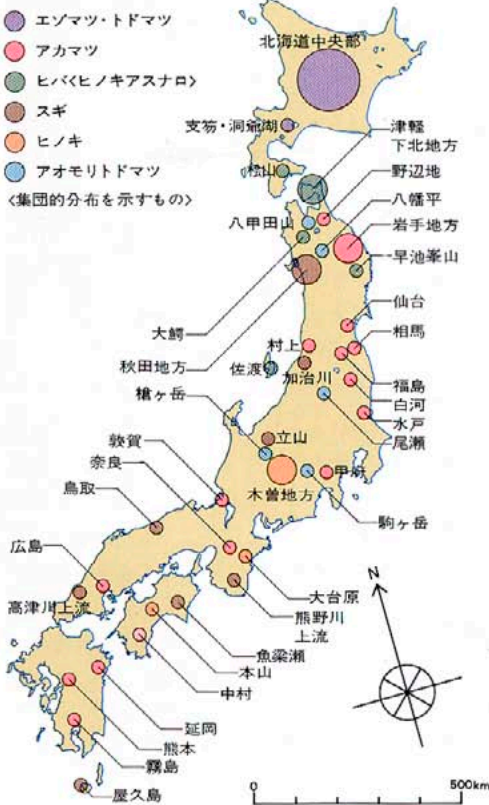 エゾマツ・トドマツ
アカマツ
ヒバ〈ヒノキアスナロ〉
スギ
ヒノキ
アオモリトドマツ
〈集団的分布を示すもの〉
北海道中央部
支笏・洞爺湖
桧山
津軽
下北地方
野辺地
八幡平
八甲田山
岩手地方
早池峯山
大鰐
秋田地方
仙台
村上
相馬
佐渡
加治川
福島
白河
水戸
尾瀬
槍ヶ岳
立山
敦賀
奈良
甲府
木曽地方
鳥取
駒ヶ岳
広島
大台原
高津川上流
熊野川
上流
魚梁瀬
本山
中村
延岡
熊本
霧島
屋久島
N
0
500km